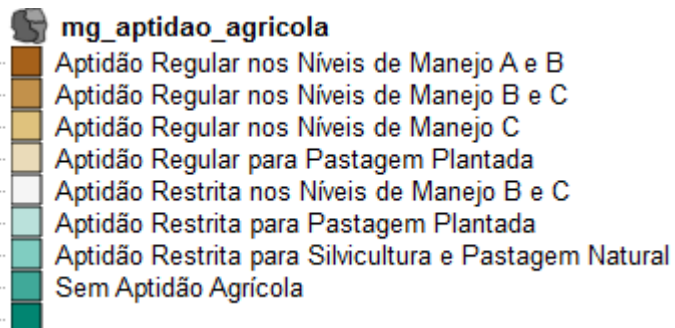 mg_aptidao_agricola
Aptidão Regular nos Níveis de Manejo A e B
Aptidão Regular nos Níveis de Manejo B e C
Aptidão Regular nos Níveis de Manejo C
Aptidão Regular para Pastagem Plantada
Aptidão Restrita nos Níveis de Manejo B e C
Aptidão Restrita para Pastagem Plantada
Aptidão Restrita para Silvicultura e Pastagem Natural
Sem Aptidão Agrícola